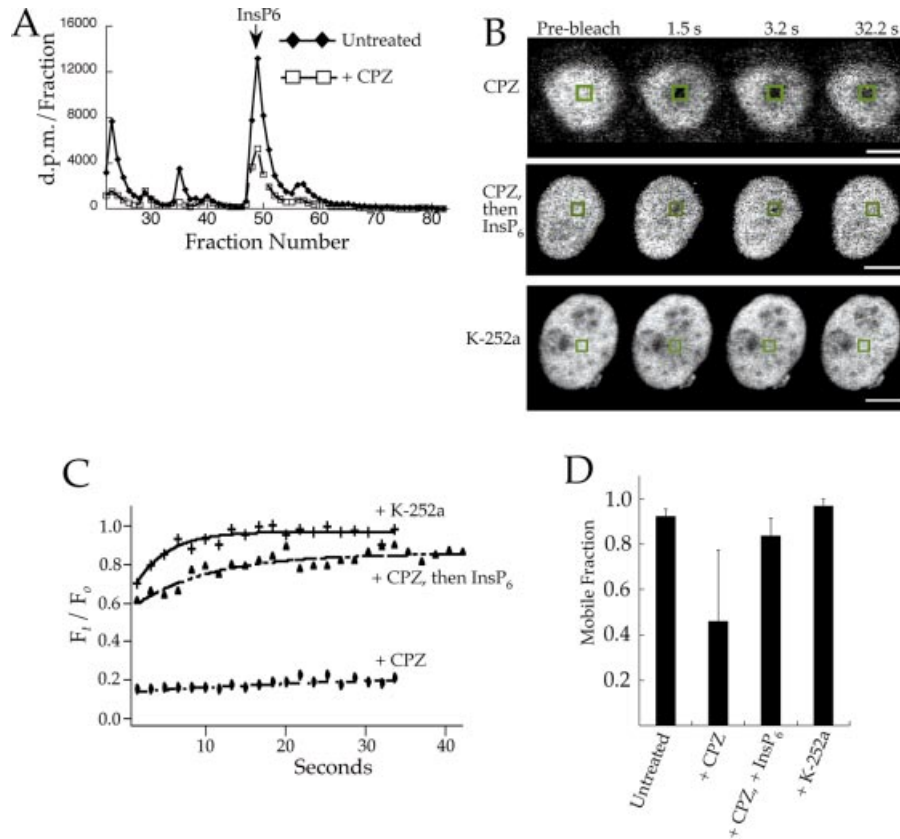 A
InsP6
16000
12000
8000
4000
0
d.p.m./Fraction
Untreated
+ CPZ
30 40 50 60 70 80
Fraction Number
B
Pre-bleach 1.5 s 3.2 s 32.2 s
CPZ
CPZ,
then
InsP6
K-252a
C
1.0
0.8
0.6
0.4
0.2
0.0
Ft / Fo
+ K-252a
+ CPZ, then InsP6
+ CPZ
10 20 30 40
Seconds
D
1.0
0.8
0.6
0.4
0.2
Mobile Fraction
Untreated
+ CPZ
+ CPZ, + InsP6
+ K-252a